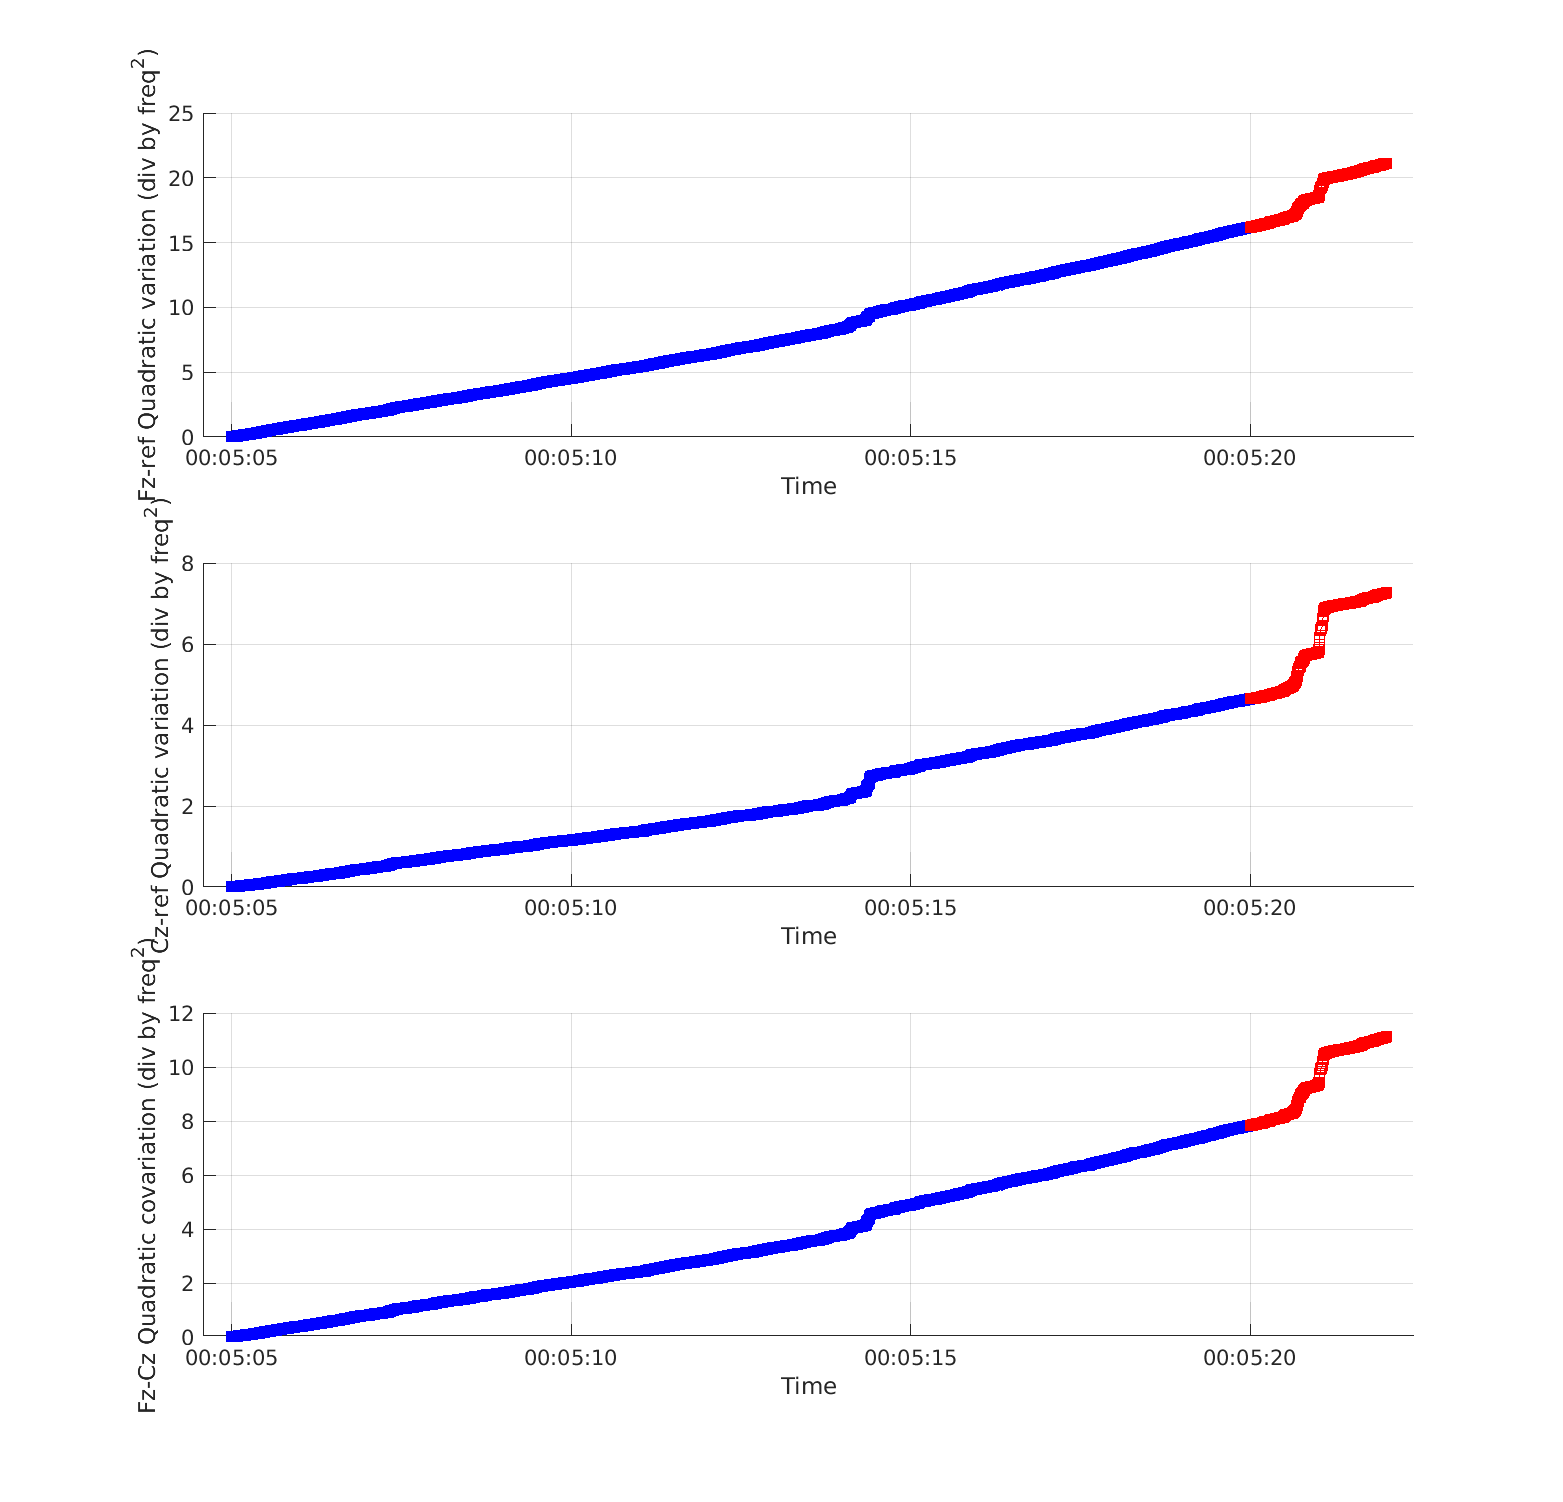 Fz-ref Quadratic variation (div by freq²)
25
20
15
10
5
0
00:05:05 00:05:10 00:05:15 00:05:20
Time
Cz-ref Quadratic variation (div by freq²)
8
6
4
2
0
00:05:05 00:05:10 00:05:15 00:05:20
Time
Fz-Cz Quadratic covariation (div by freq²)
12
10
8
6
4
2
0
00:05:05 00:05:10 00:05:15 00:05:20
Time